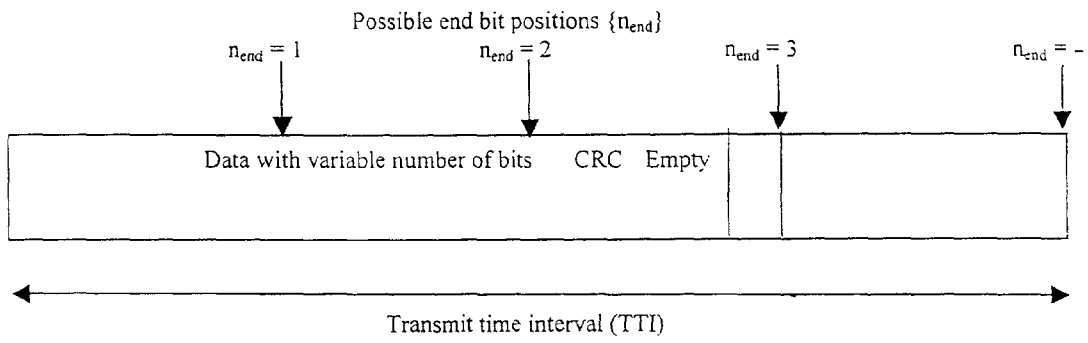 Possible end bit positions {nend}
nend = 1 nend = 2 nend = 3 nend = -
Data with variable number of bits CRC Empty
Transmit time interval (TTI)